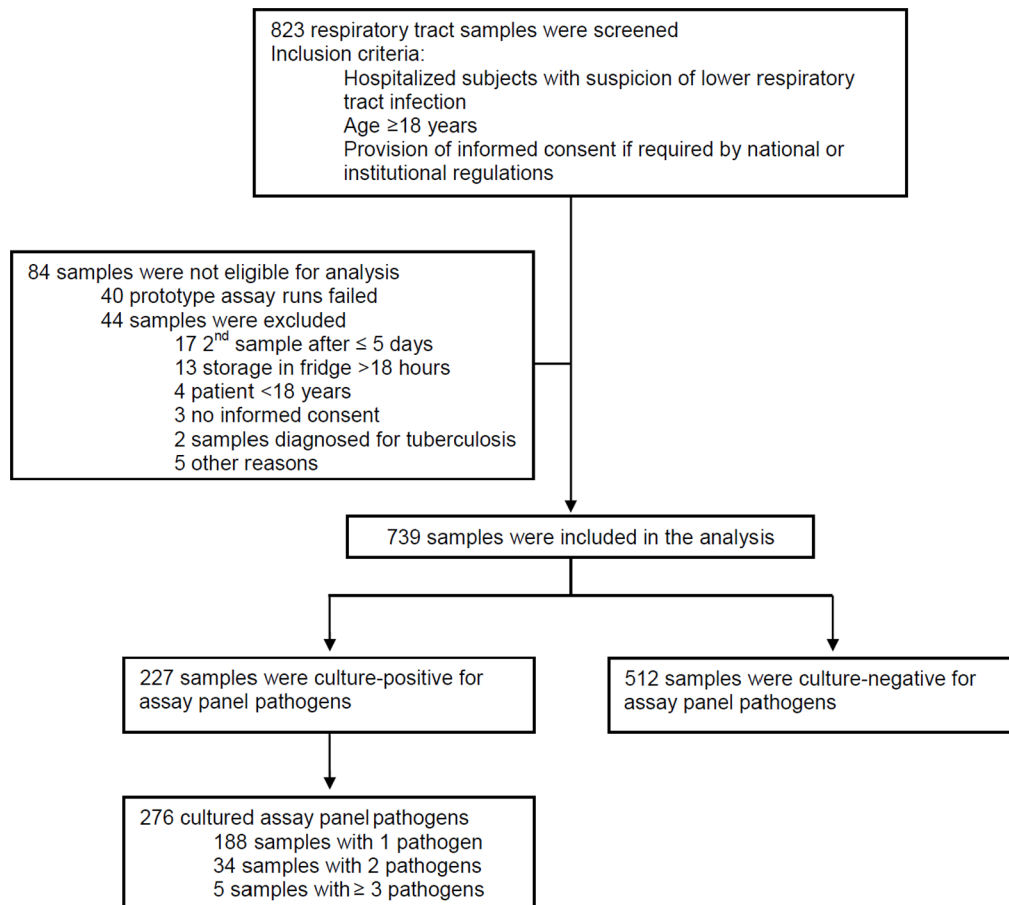 823 respiratory tract samples were screened
Inclusion criteria:
Hospitalized subjects with suspicion of lower respiratory
tract infection
Age ≥18 years
Provision of informed consent if required by national or
institutional regulations
84 samples were not eligible for analysis
40 prototype assay runs failed
44 samples were excluded
17 2nd sample after ≤ 5 days
13 storage in fridge >18 hours
4 patient <18 years
3 no informed consent
2 samples diagnosed for tuberculosis
5 other reasons
739 samples were included in the analysis
227 samples were culture-positive for
assay panel pathogens
512 samples were culture-negative for
assay panel pathogens
276 cultured assay panel pathogens
188 samples with 1 pathogen
34 samples with 2 pathogens
5 samples with ≥ 3 pathogens